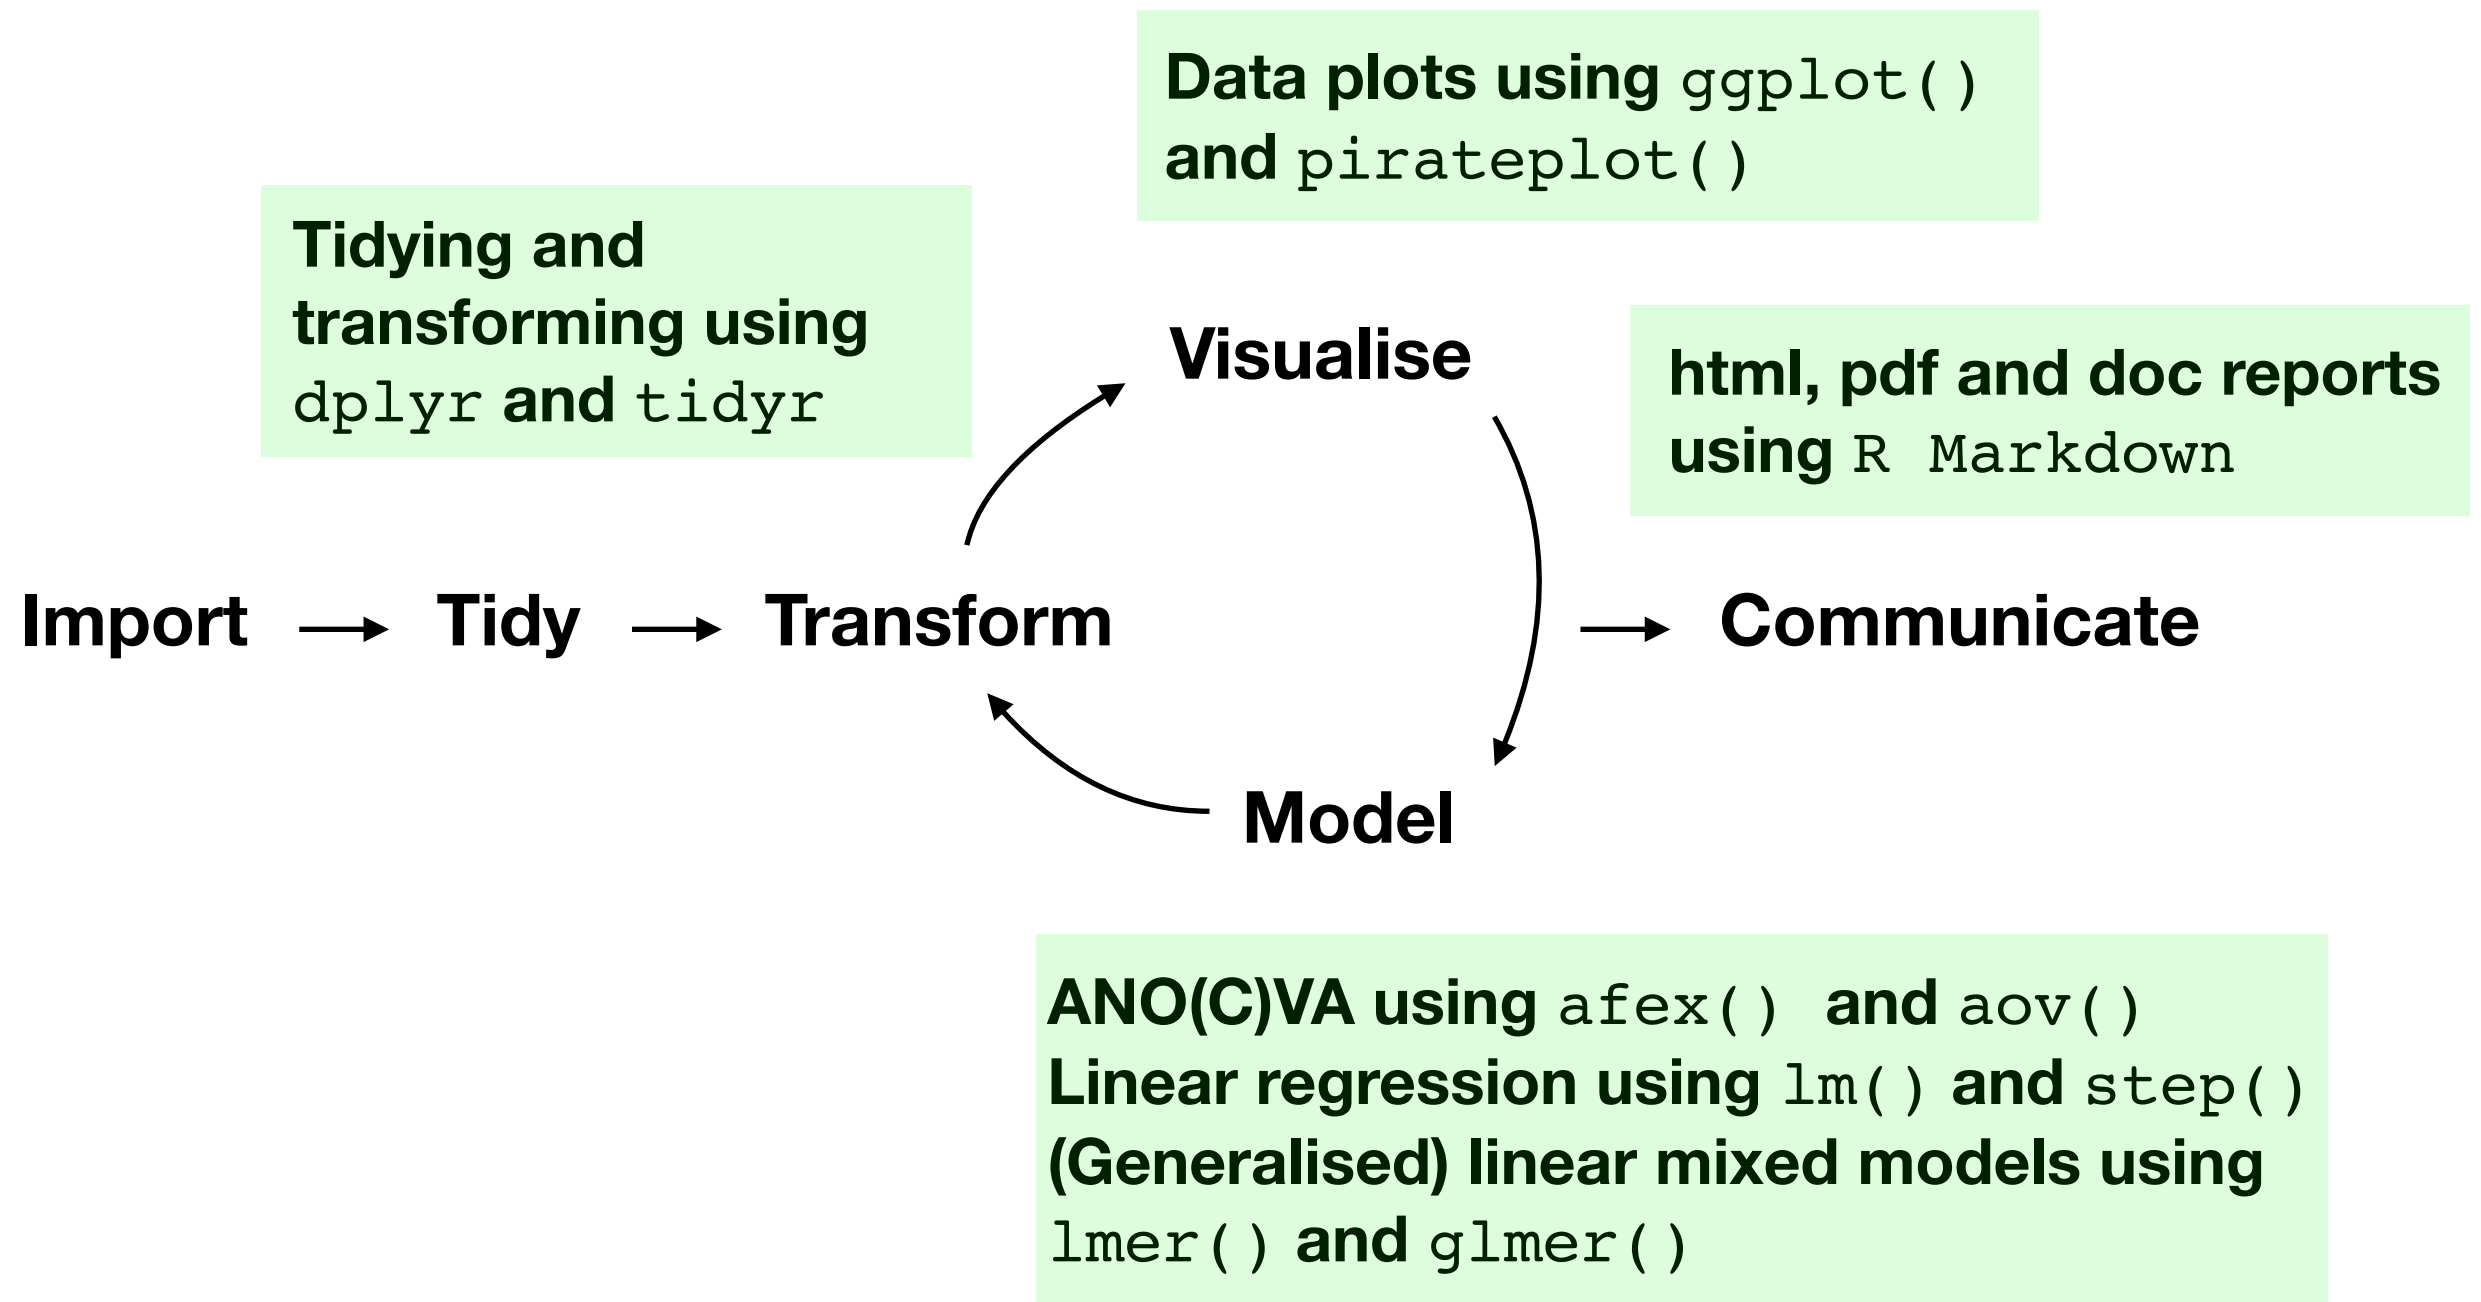 Data plots using ggplot()
and pirateplot()
Tidying and
transforming using
dplyr and tidyr
Visualise
html, pdf and doc reports
using R Markdown
Import
Tidy
Transform
Communicate
Model
ANO(C)VA using afex() and aov()
Linear regression using lm() and step()
(Generalised) linear mixed models using
lmer() and glmer()